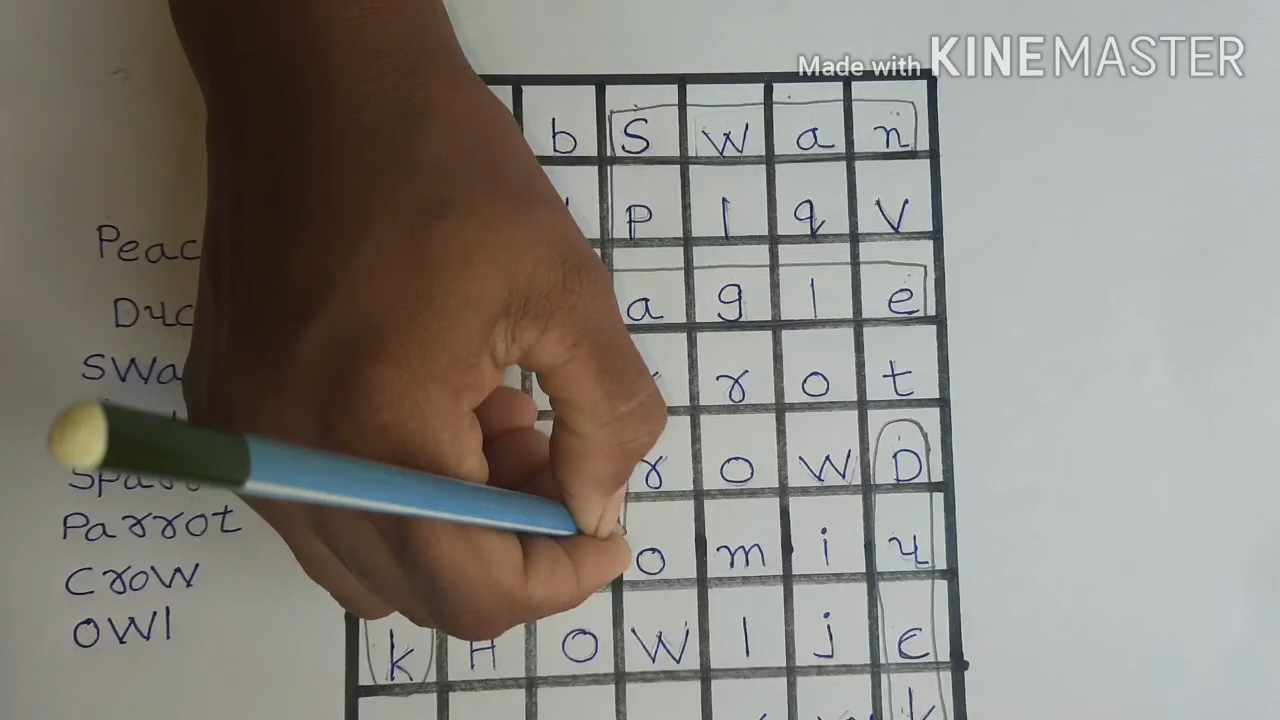 Made with KINEMASTER
b S w a n
p l q v
a g l e
r o t
r o w D
o m i u
k H O W l j c
k
Parrot
Crow
Owl